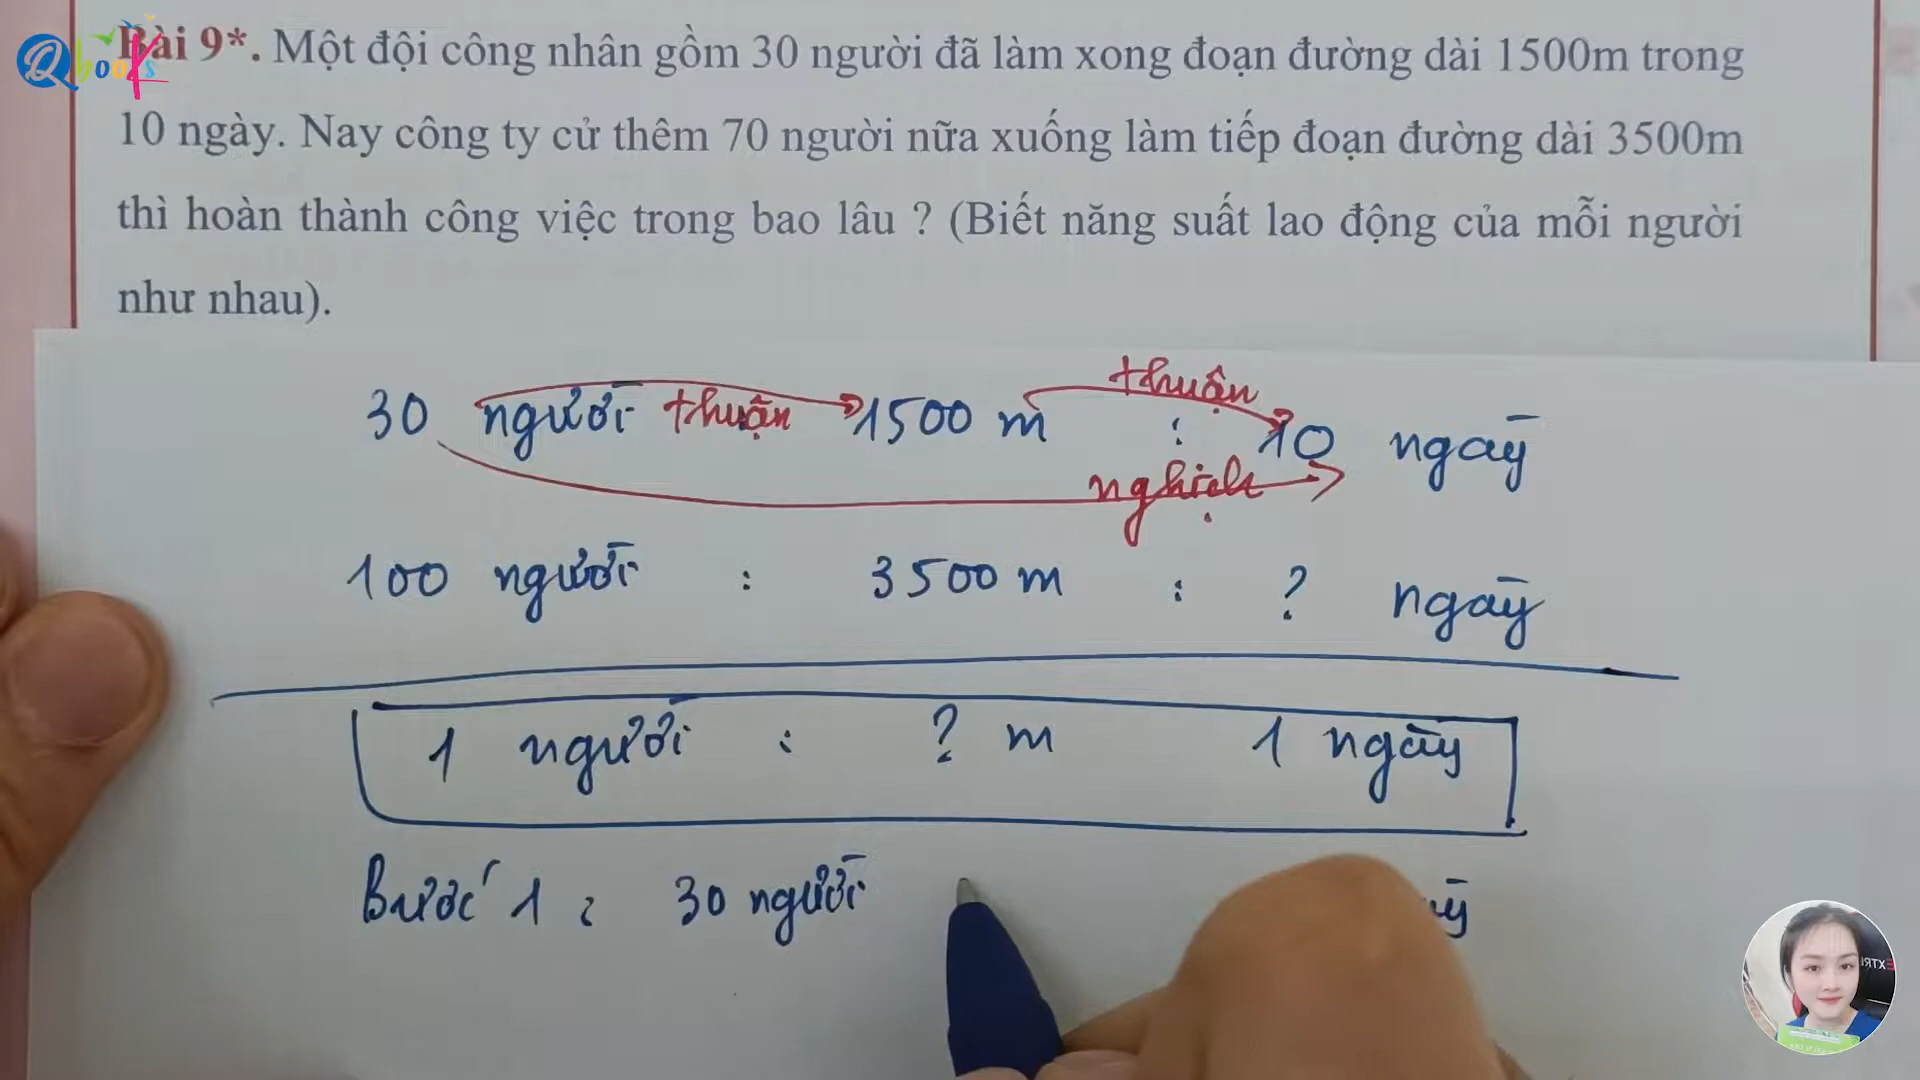 Qbooks
Bài 9*. Một đội công nhân gồm 30 người đã làm xong đoạn đường dài 1500m trong
10 ngày. Nay công ty cử thêm 70 người nữa xuống làm tiếp đoạn đường dài 3500m
thì hoàn thành công việc trong bao lâu ? (Biết năng suất lao động của mỗi người
như nhau).
30 người thuận 1500 m : thuận 10 ngày
nghịch
100 người : 3500 m : ? ngày
1 người : ? m 1 ngày
Bước 1 : 30 người